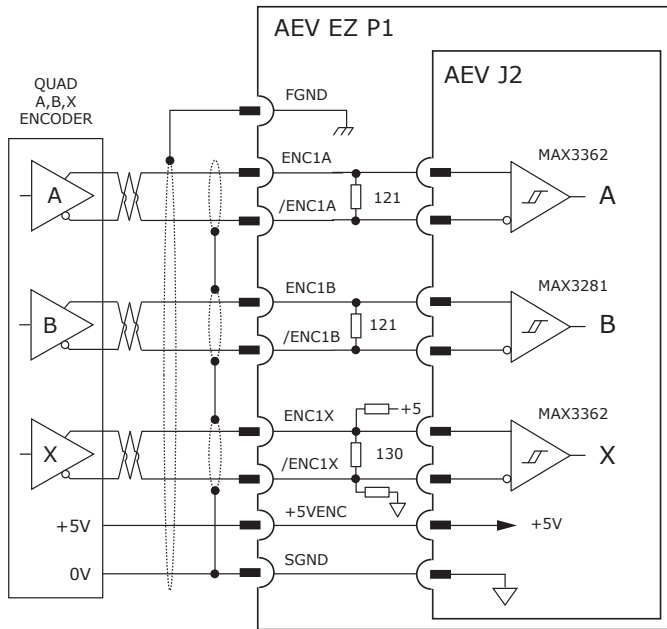 AEV EZ P1
AEV J2
QUAD
A,B,X
ENCODER
FGND
ENC1A
MAX3362
A
121
A
/ENC1A
ENC1B
MAX3281
B
121
B
/ENC1B
ENC1X
+5
MAX3362
X
130
X
/ENC1X
+5V
+5VENC
+5V
0V
SGND